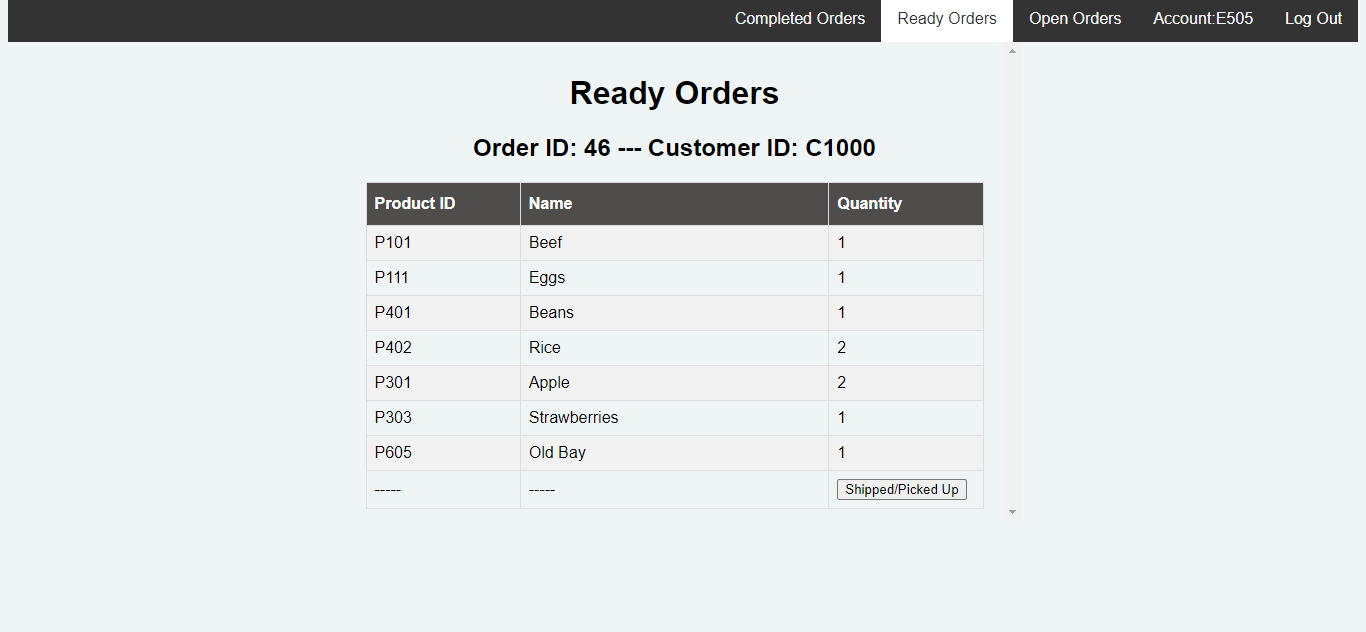 Completed Orders Ready Orders Open Orders Account:E505 Log Out
Ready Orders
Order ID: 46 --- Customer ID: C1000
Product ID Name Quantity
P101 Beef 1
P111 Eggs 1
P401 Beans 1
P402 Rice 2
P301 Apple 2
P303 Strawberries 1
P605 Old Bay 1
----- ----- Shipped/Picked Up